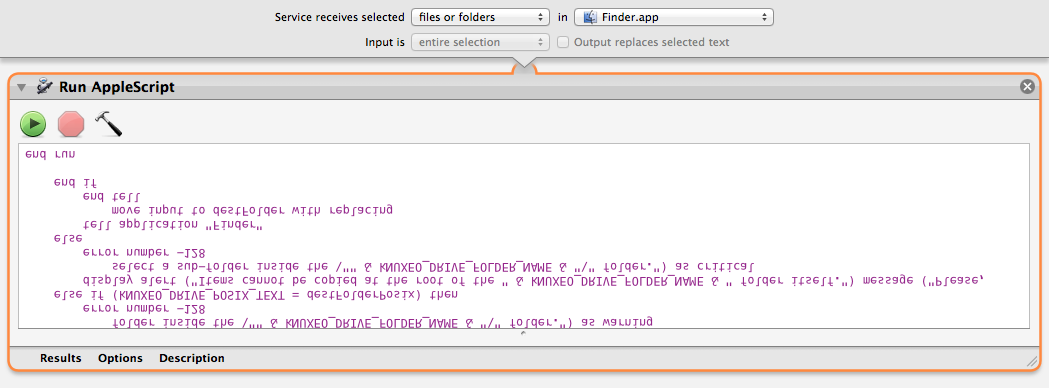 Service receives selected files or folders in Finder.app
Input is entire selection Output replaces selected text
Run AppleScript
folder inside the \"" & KNUXEO_DRIVE_FOLDER_NAME & "\" folder.") as warning
error number -128
else if (KNUXEO_DRIVE_POSIX_TEXT = destFolderPosix) then
display alert ("Items cannot be copied at the root of the " & KNUXEO_DRIVE_FOLDER_NAME & " folder itself.") message ("Please,
select a sub-folder inside the \"" & KNUXEO_DRIVE_FOLDER_NAME & "\" folder.") as critical
error number -128
else
tell application "Finder"
move input to destFolder with replacing
end tell
end if
end run
Results Options Description